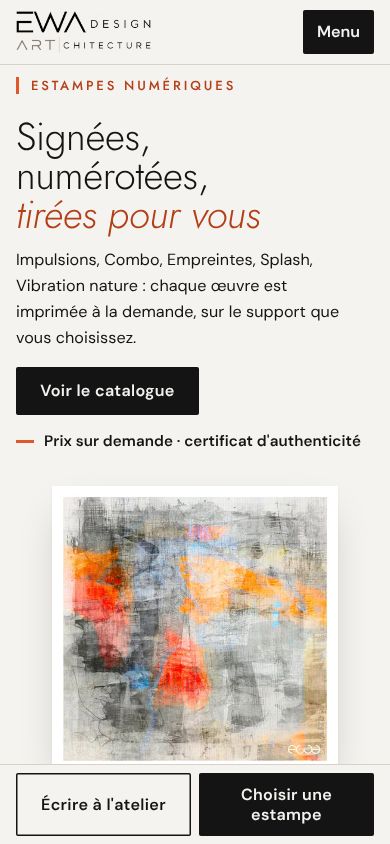 EWA DESIGN
ART CHITECTURE
Menu
ESTAMPES NUMÉRIQUES
Signées,
numérotées,
tirées pour vous
Impulsions, Combo, Empreintes, Splash,
Vibration nature : chaque œuvre est
imprimée à la demande, sur le support que
vous choisissez.
Voir le catalogue
Prix sur demande · certificat d'authenticité
Écrire à l'atelier
Choisir une
estampe